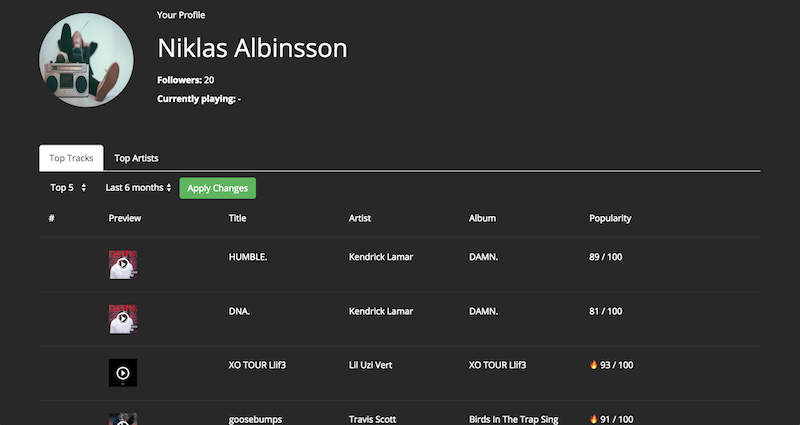 Your Profile
Niklas Albinsson
Followers: 20
Currently playing: -
Top Tracks Top Artists
Top 5 Last 6 months Apply Changes
# Preview Title Artist Album Popularity
HUMBLE. Kendrick Lamar DAMN. 89 / 100
DNA. Kendrick Lamar DAMN. 81 / 100
XO TOUR Llif3 Lil Uzi Vert XO TOUR Llif3 🔥 93 / 100
goosebumps Travis Scott Birds In The Trap Sing 🔥 91 / 100